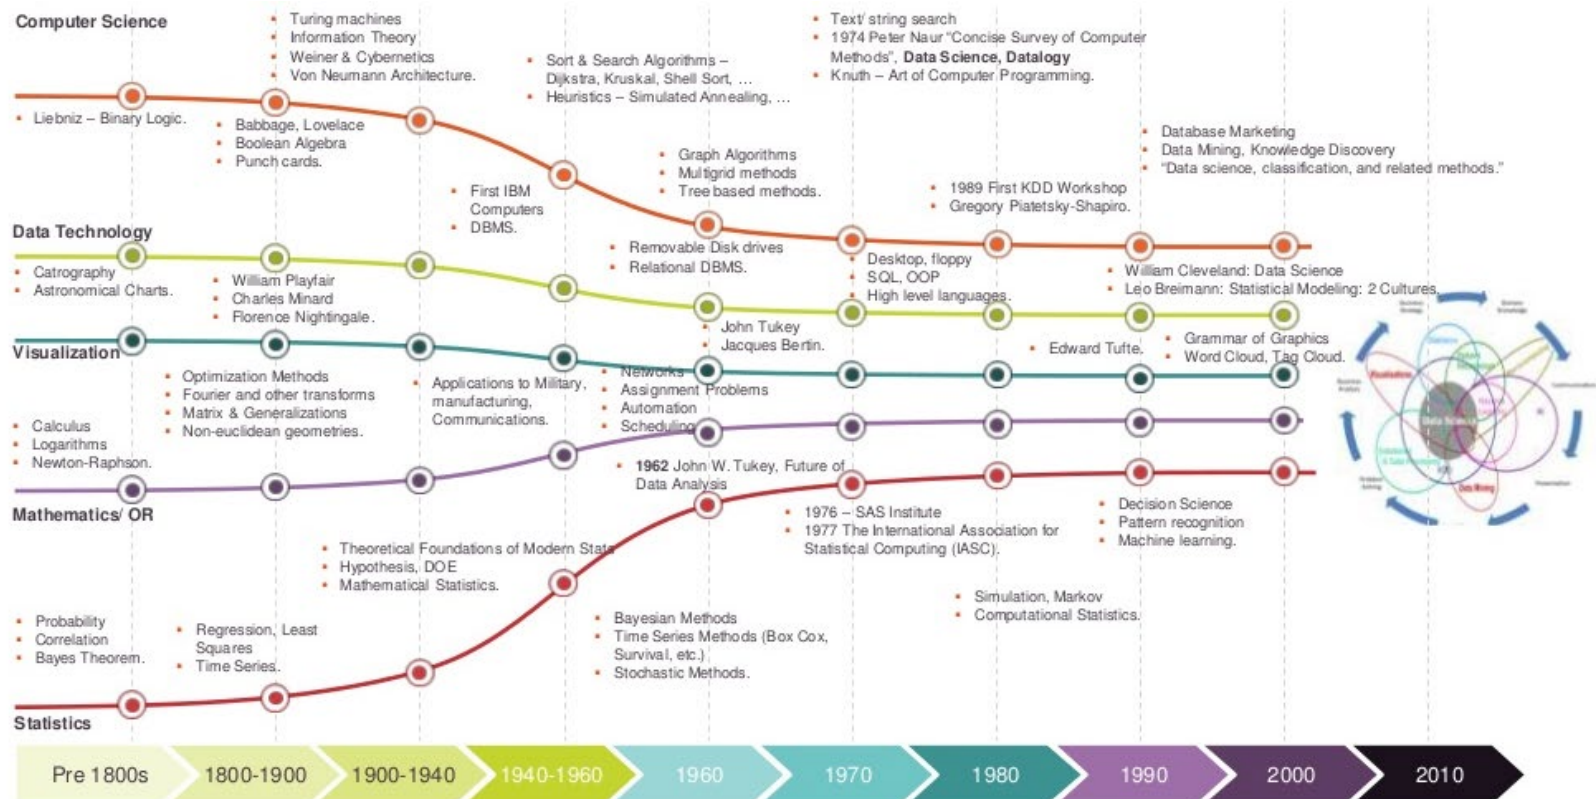 Computer Science
▪ Turing machines
▪ Information Theory
▪ Weiner & Cybernetics
▪ Von Neumann Architecture.
▪ Text/ string search
▪ 1974 Peter Naur “Concise Survey of Computer
Methods”, Data Science, Datalogy
▪ Knuth – Art of Computer Programming.
▪ Sort & Search Algorithms –
Dijkstra, Kruskal, Shell Sort, …
▪ Heuristics – Simulated Annealing, …
▪ Liebniz – Binary Logic.
▪ Babbage, Lovelace
▪ Boolean Algebra
▪ Punch cards.
▪ Database Marketing
▪ Data Mining, Knowledge Discovery
▪ “Data science, classification, and related methods.”
▪ Graph Algorithms
▪ Multigrid methods
▪ Tree based methods.
▪ First IBM
Computers
▪ DBMS.
▪ 1989 First KDD Workshop
▪ Gregory Piatetsky-Shapiro.
Data Technology
▪ Removable Disk drives
▪ Relational DBMS.
▪ Desktop, floppy
▪ SQL, OOP
▪ High level languages.
▪ William Cleveland: Data Science
▪ Leo Breimann: Statistical Modeling: 2 Cultures.
▪ Catrography
▪ Astronomical Charts.
▪ William Playfair
▪ Charles Minard
▪ Florence Nightingale.
▪ John Tukey
▪ Jacques Bertin.
▪ Edward Tufte.
▪ Grammar of Graphics
▪ Word Cloud, Tag Cloud.
Visualization
▪ Optimization Methods
▪ Fourier and other transforms
▪ Matrix & Generalizations
▪ Non-euclidean geometries.
▪ Applications to Military,
manufacturing,
Communications.
▪ Networks
▪ Assignment Problems
▪ Automation
▪ Scheduling
▪ Calculus
▪ Logarithms
▪ Newton-Raphson.
▪ 1962 John W. Tukey, Future of
Data Analysis
Mathematics/ OR
▪ 1976 – SAS Institute
▪ 1977 The International Association for
Statistical Computing (IASC).
▪ Decision Science
▪ Pattern recognition
▪ Machine learning.
▪ Theoretical Foundations of Modern Stats
▪ Hypothesis, DOE
▪ Mathematical Statistics.
▪ Simulation, Markov
▪ Computational Statistics.
▪ Probability
▪ Correlation
▪ Bayes Theorem.
▪ Regression, Least
Squares
▪ Time Series.
▪ Bayesian Methods
▪ Time Series Methods (Box Cox,
Survival, etc.)
▪ Stochastic Methods.
Statistics
Data Mining
Pre 1800s
1800-1900
1900-1940
1940-1960
1960
1970
1980
1990
2000
2010